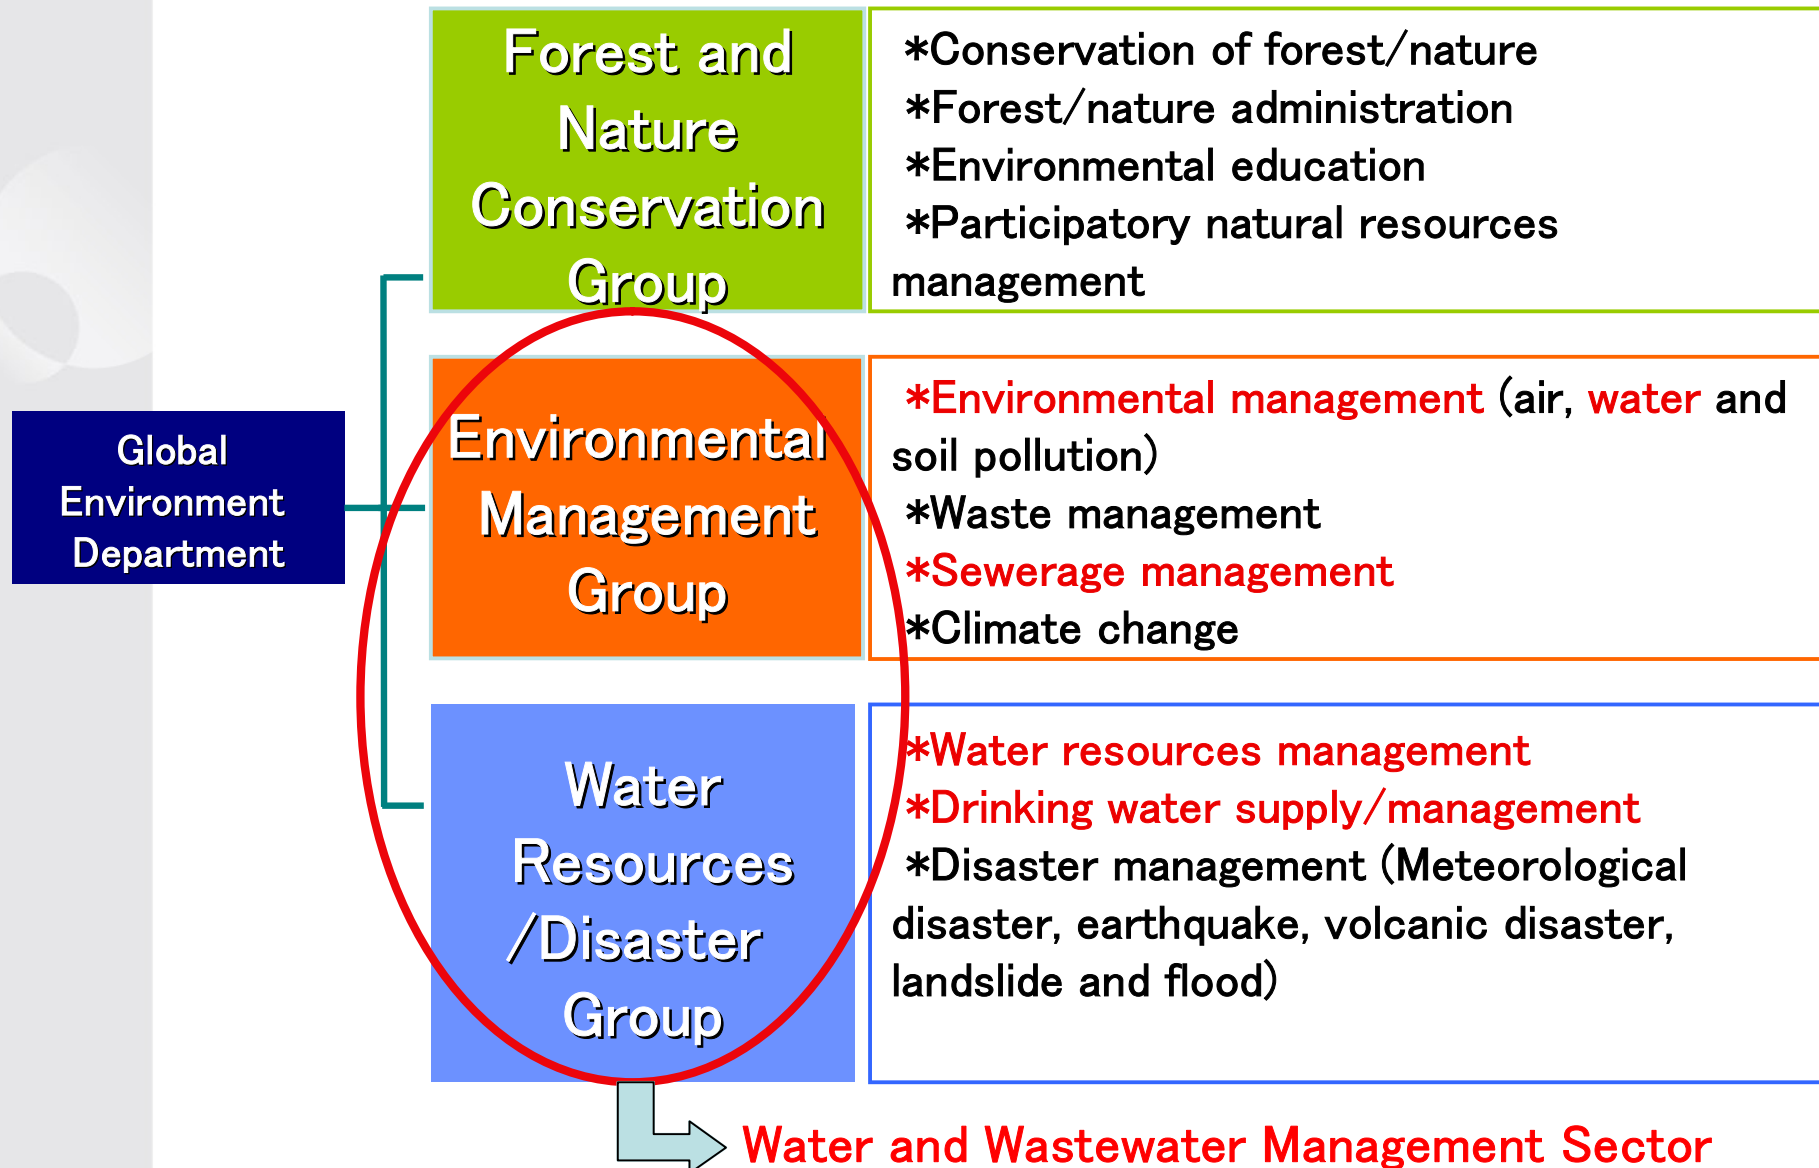 Global
Environment
Department
Forest and
Nature
Conservation
Group
*Conservation of forest/nature
*Forest/nature administration
*Environmental education
*Participatory natural resources
management
Environmental
Management
Group
*Environmental management (air, water and
soil pollution)
*Waste management
*Sewerage management
*Climate change
Water
Resources
/Disaster
Group
*Water resources management
*Drinking water supply/management
*Disaster management (Meteorological
disaster, earthquake, volcanic disaster,
landslide and flood)
Water and Wastewater Management Sector